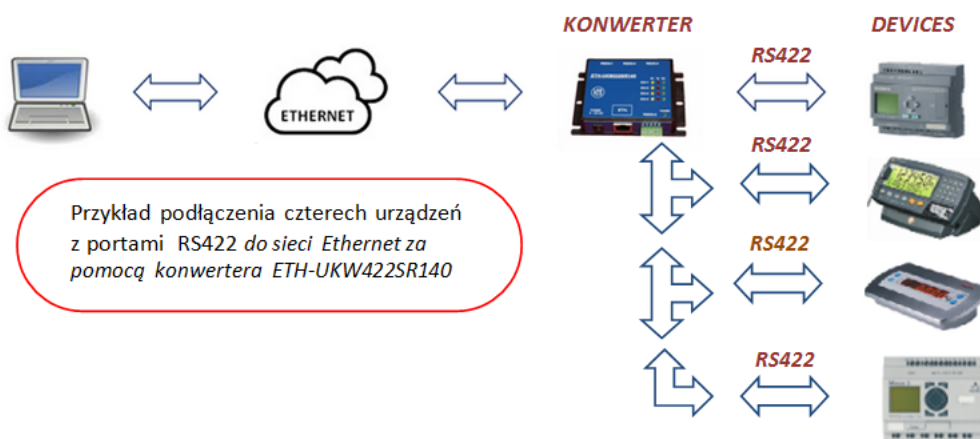 KONWERTER
DEVICES
RS422
ETHERNET
RS422
Przykład podłączenia czterech urządzeń
z portami RS422 do sieci Ethernet za
pomocą konwertera ETH-UKW422SR140
RS422
RS422